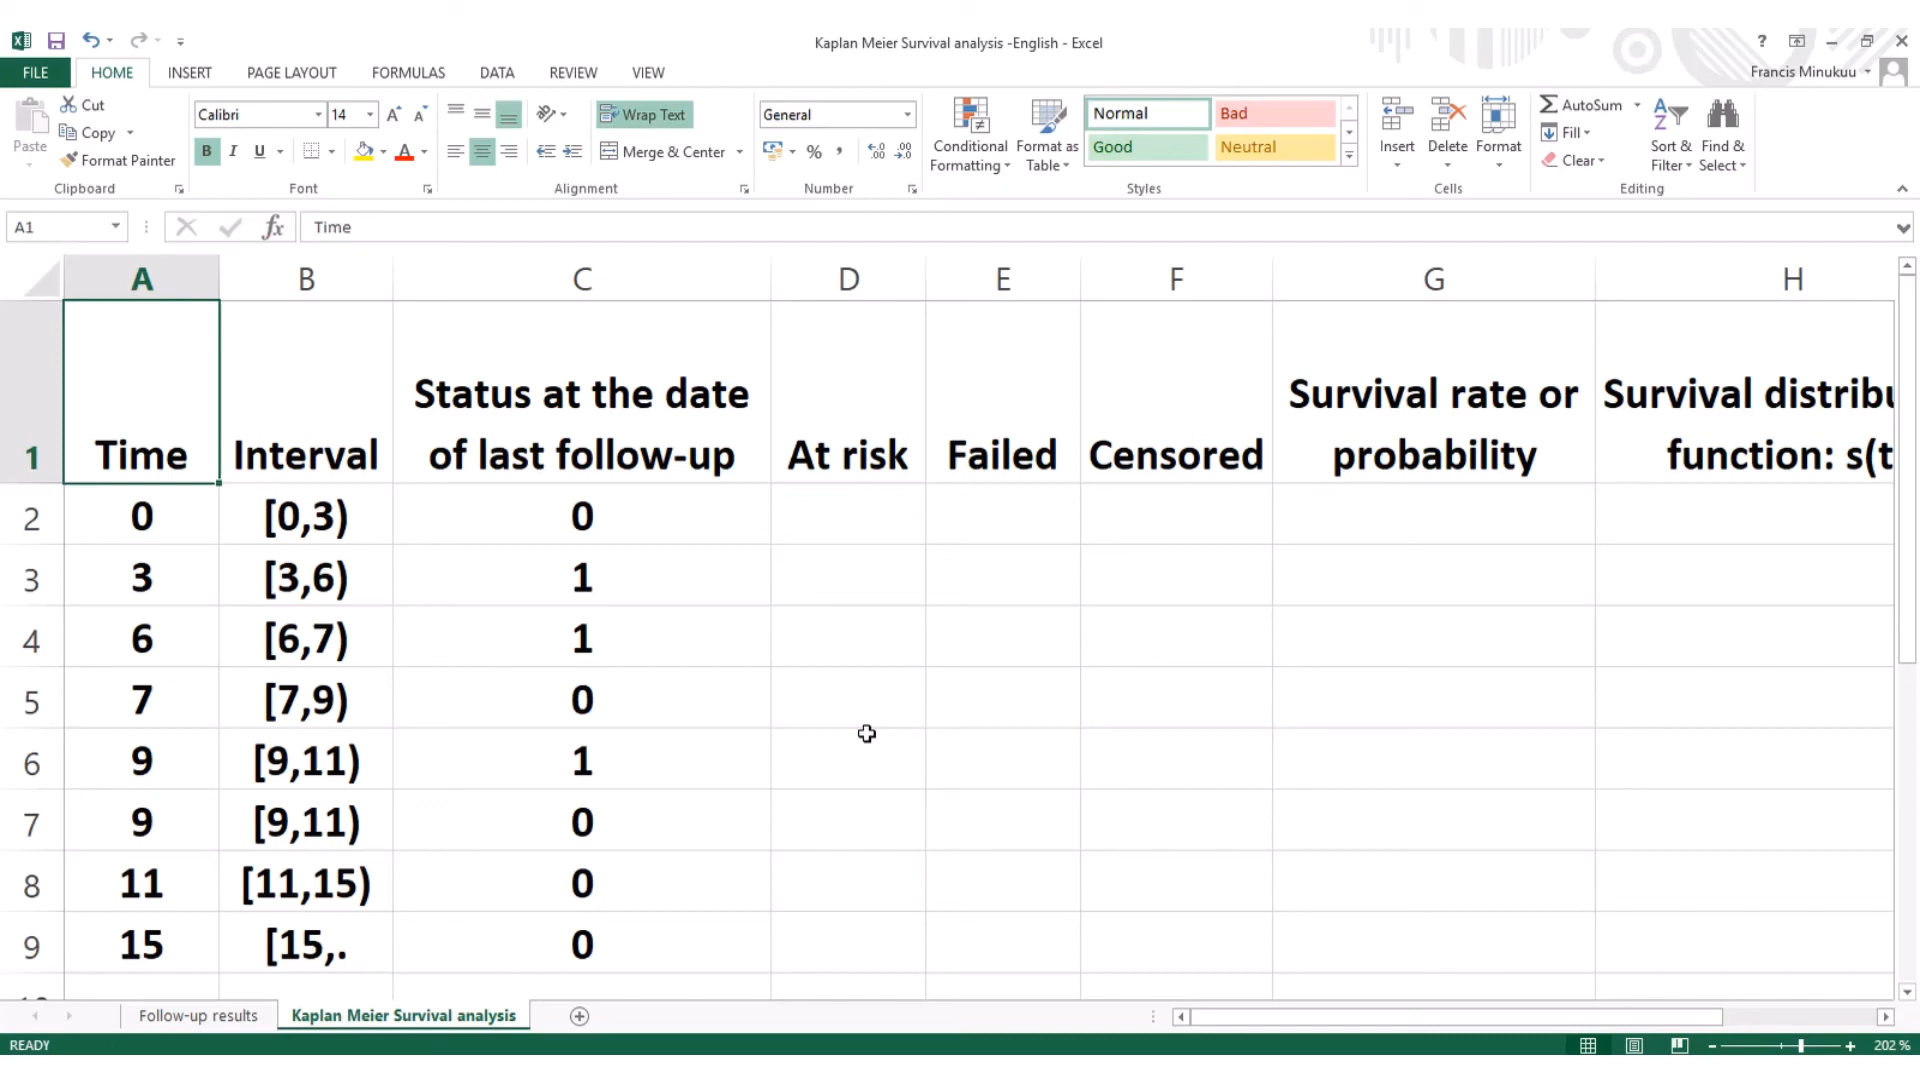 Kaplan Meier Survival analysis -English - Excel
?
FILE HOME INSERT PAGE LAYOUT FORMULAS DATA REVIEW VIEW
Francis Minukuu
Paste
Cut
Copy
Format Painter
Clipboard
Calibri 14
B I U
Font
Wrap Text
Merge & Center
Alignment
General
% ,
Number
Conditional
Formatting
Format as
Table
Normal Bad
Good Neutral
Styles
Insert Delete Format
Cells
AutoSum
Fill
Clear
Sort &
Filter
Find &
Select
Editing
A1 fx Time
A B C D E F G H
1 Time Interval Status at the date of last follow-up At risk Failed Censored Survival rate or probability Survival distribu function: s(t
2 0 [0,3) 0
3 3 [3,6) 1
4 6 [6,7) 1
5 7 [7,9) 0
6 9 [9,11) 1
7 9 [9,11) 0
8 11 [11,15) 0
9 15 [15,. 0
Follow-up results Kaplan Meier Survival analysis
READY
202 %